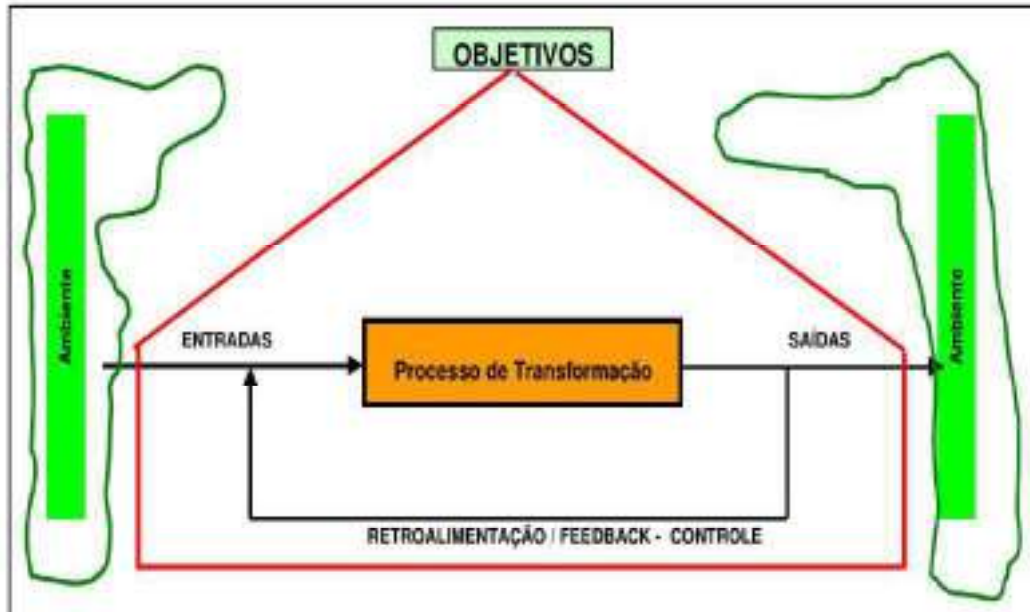 OBJETIVOS
Ambiente
ENTRADAS
Processo de Transformação
SAÍDAS
Ambiente
RETROALIMENTAÇÃO / FEEDBACK - CONTROLE